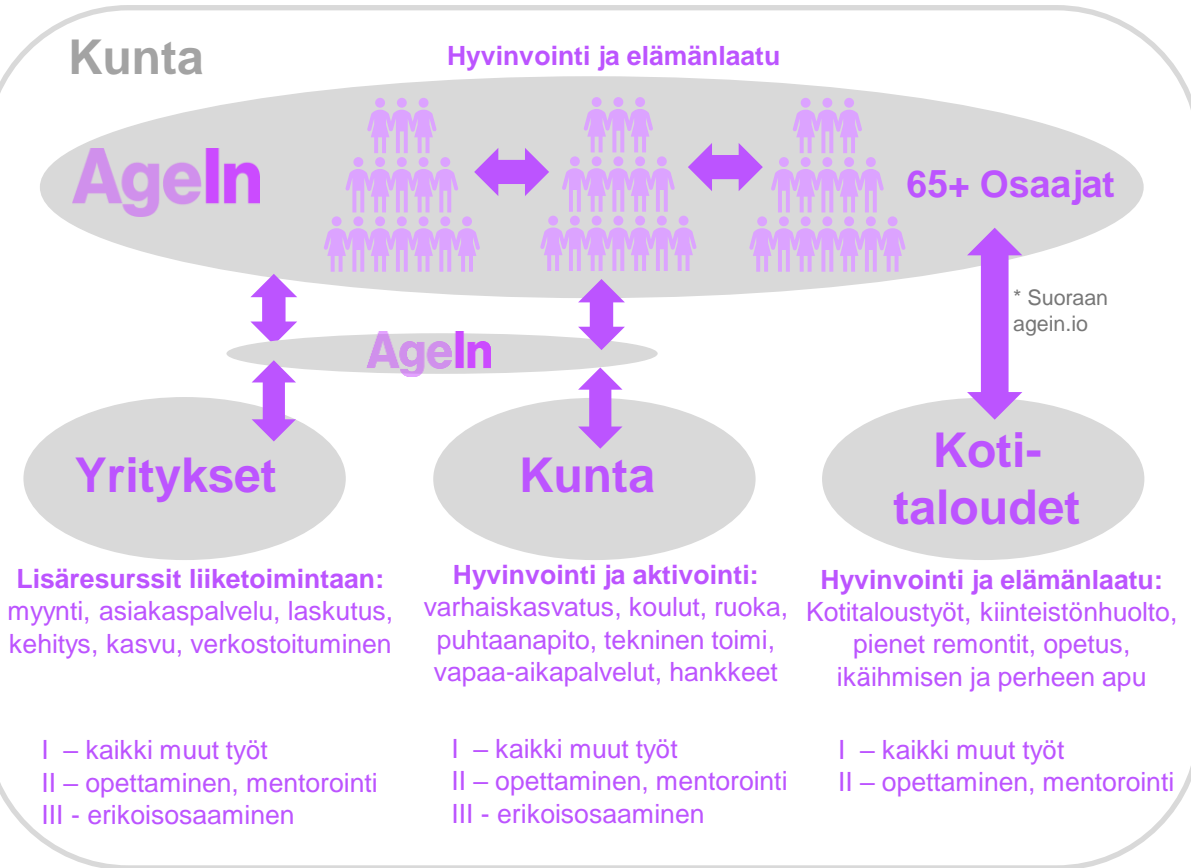 Kunta
Hyvinvointi ja elämänlaatu
AgeIn
65+ Osaajat
* Suoraan
agein.io
AgeIn
Yritykset
Lisäresurssit liiketoimintaan:
myynti, asiakaspalvelu, laskutus,
kehitys, kasvu, verkostoituminen
I – kaikki muut työt
II – opettaminen, mentorointi
III - erikoisosaaminen
Kunta
Hyvinvointi ja aktivointi:
varhaiskasvatus, koulut, ruoka,
puhtaanapito, tekninen toimi,
vapaa-aikapalvelut, hankkeet
I – kaikki muut työt
II – opettaminen, mentorointi
III - erikoisosaaminen
Koti-
taloudet
Hyvinvointi ja elämänlaatu:
Kotitaloustyöt, kiinteistönhuolto,
pienet remontit, opetus,
ikäihmisen ja perheen apu
I – kaikki muut työt
II – opettaminen, mentorointi